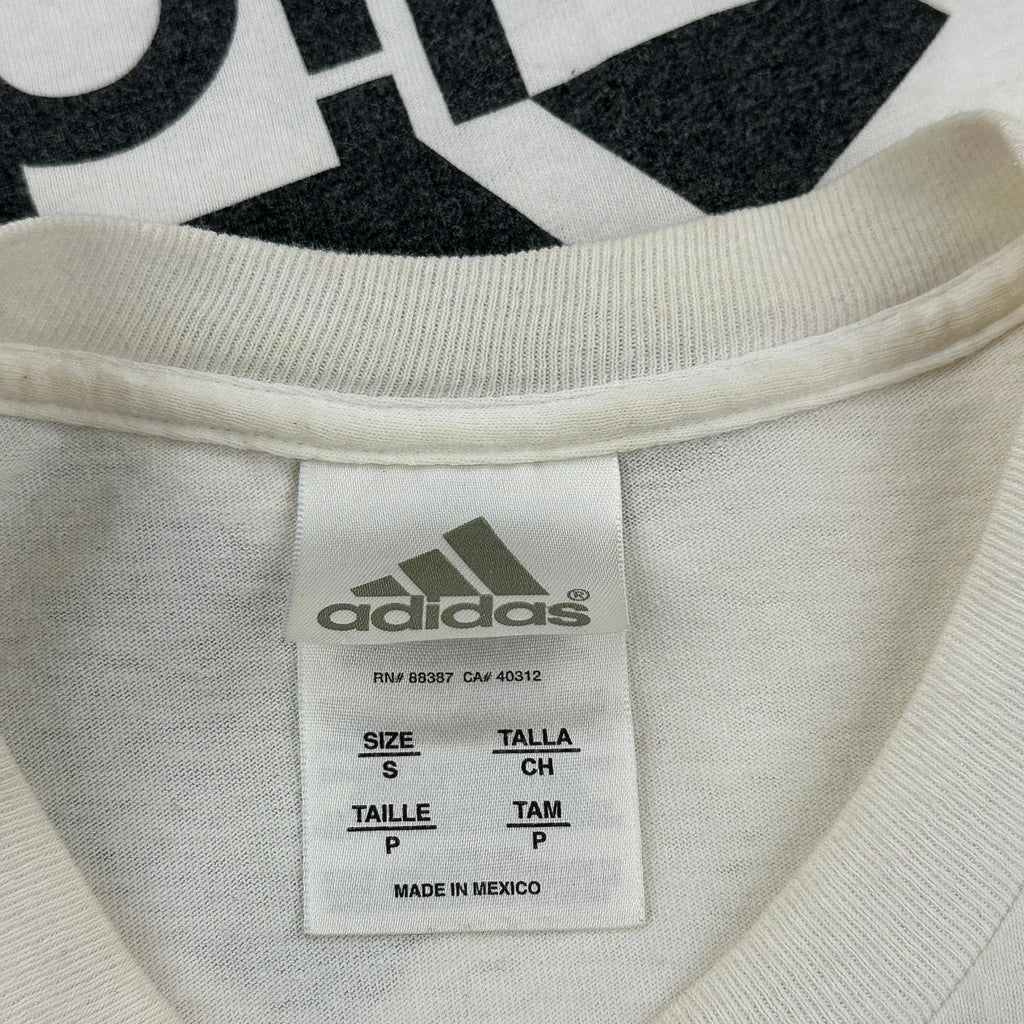 adidas®
RN# 88387 CA# 40312
SIZE TALLA
S CH
TAILLE TAM
P P
MADE IN MEXICO